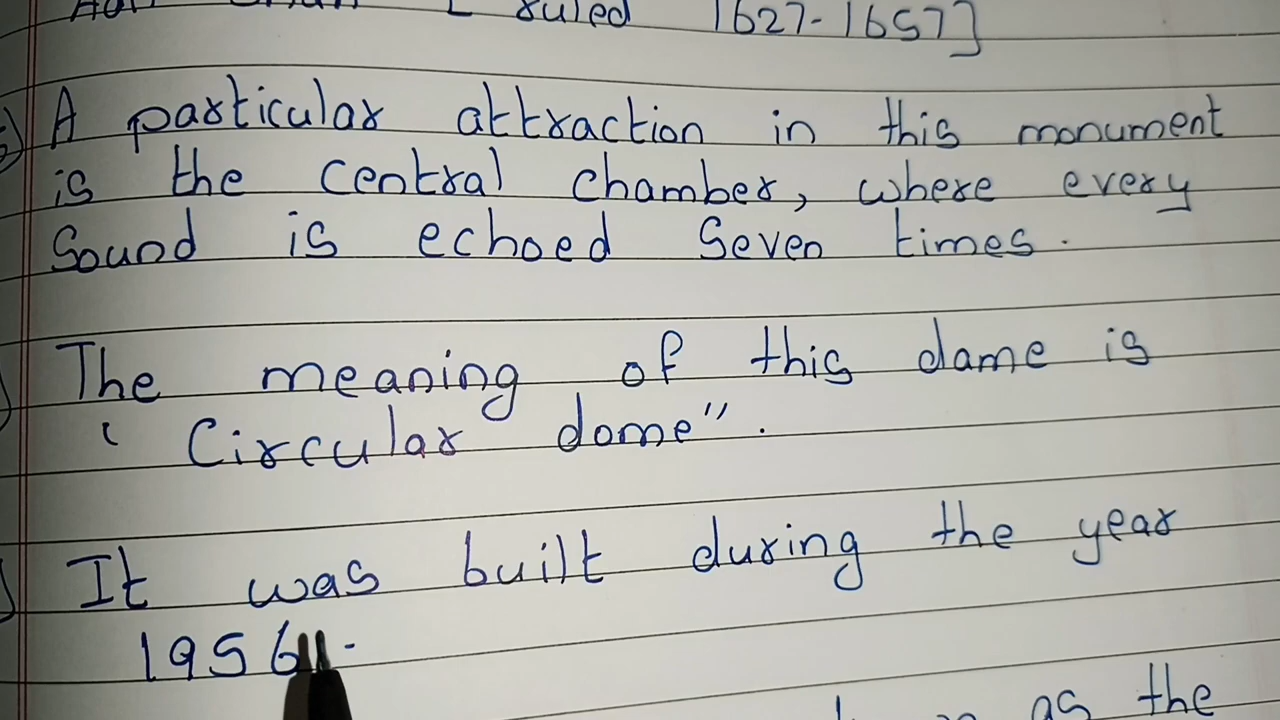 ruled 1627-1657]
A particular attraction in this monument
is the central chamber, where every
Sound is echoed Seven times.
The meaning of this dame is
" Circular dome".
It was built during the year
1956
as the